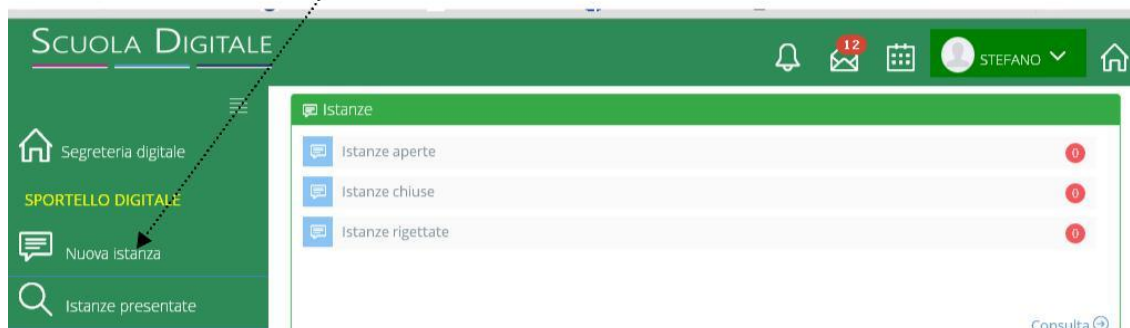 SCUOLA DIGITALE
12
STEFANO
Istanze
Segreteria digitale
Istanze aperte 0
SPORTELLO DIGITALE
Istanze chiuse 0
Nuova istanza
Istanze rigettate 0
Istanze presentate
Consulta